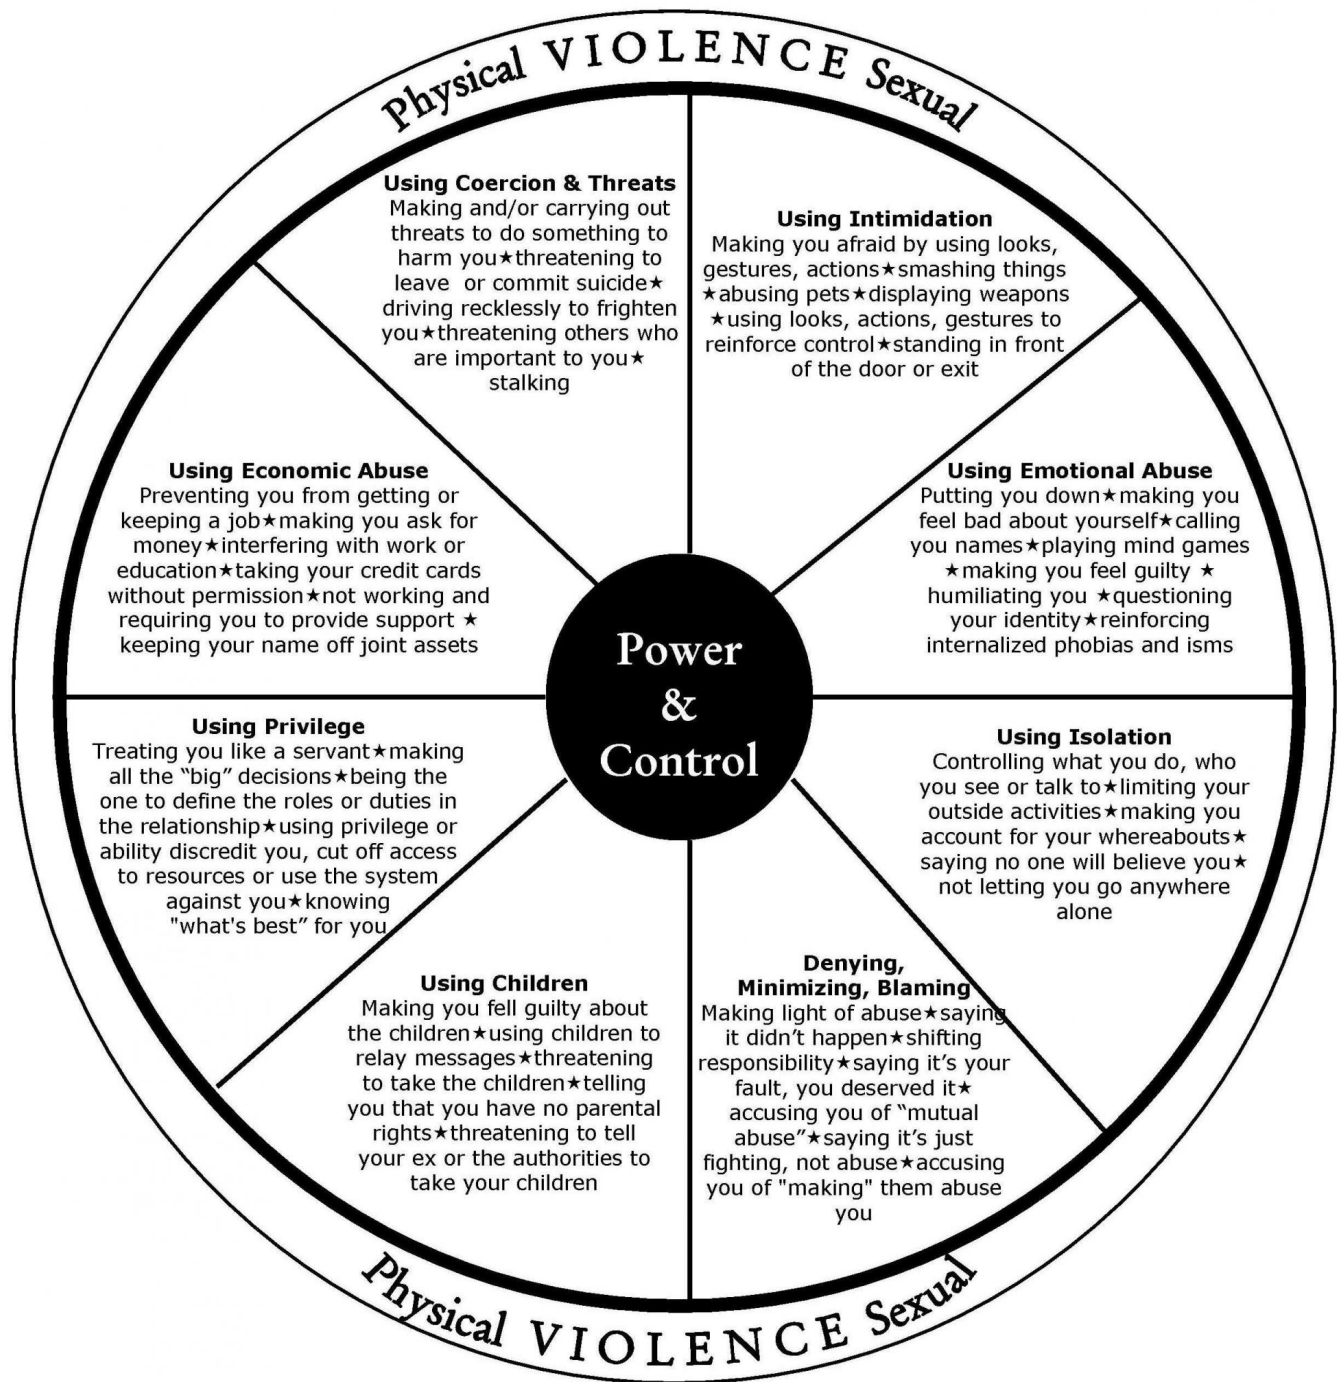 Physical VIOLENCE Sexual
Using Coercion & Threats
Making and/or carrying out
threats to do something to
harm you★threatening to
leave or commit suicide★
driving recklessly to frighten
you★threatening others who
are important to you★
stalking
Using Intimidation
Making you afraid by using looks,
gestures, actions★smashing things
★abusing pets★displaying weapons
★using looks, actions, gestures to
reinforce control★standing in front
of the door or exit
Using Economic Abuse
Preventing you from getting or
keeping a job★making you ask for
money★interfering with work or
education★taking your credit cards
without permission★not working and
requiring you to provide support ★
keeping your name off joint assets
Using Emotional Abuse
Putting you down★making you
feel bad about yourself★calling
you names★playing mind games
★making you feel guilty ★
humiliating you ★questioning
your identity★reinforcing
internalized phobias and isms
Power
&
Control
Using Privilege
Treating you like a servant★making
all the “big” decisions★being the
one to define the roles or duties in
the relationship★using privilege or
ability discredit you, cut off access
to resources or use the system
against you★knowing
"what's best” for you
Using Isolation
Controlling what you do, who
you see or talk to★limiting your
outside activities★making you
account for your whereabouts★
saying no one will believe you★
not letting you go anywhere
alone
Using Children
Making you fell guilty about
the children★using children to
relay messages★threatening
to take the children★telling
you that you have no parental
rights★threatening to tell
your ex or the authorities to
take your children
Denying,
Minimizing, Blaming
Making light of abuse★saying
it didn’t happen★shifting
responsibility★saying it’s your
fault, you deserved it★
accusing you of “mutual
abuse”★saying it’s just
fighting, not abuse★accusing
you of "making" them abuse
you
Physical VIOLENCE Sexual